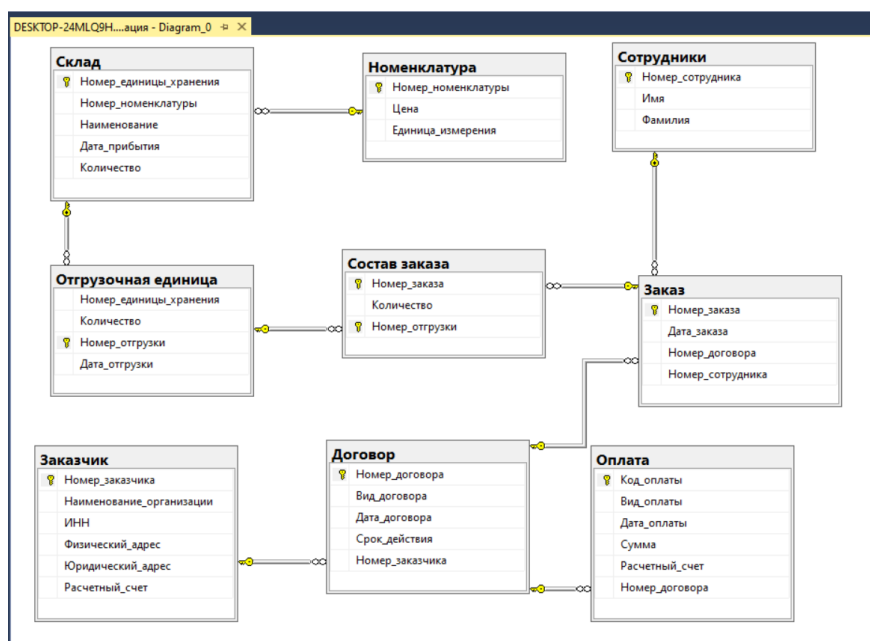 DESKTOP-24MLQ9H....ация - Diagram_0
Склад
Номер_единицы_хранения
Номер_номенклатуры
Наименование
Дата_прибытия
Количество
Номенклатура
Номер_номенклатуры
Цена
Единица_измерения
Сотрудники
Номер_сотрудника
Имя
Фамилия
Отгрузочная единица
Номер_единицы_хранения
Количество
Номер_отгрузки
Дата_отгрузки
Состав заказа
Номер_заказа
Количество
Номер_отгрузки
Заказ
Номер_заказа
Дата_заказа
Номер_договора
Номер_сотрудника
Заказчик
Номер_заказчика
Наименование_организации
ИНН
Физический_адрес
Юридический_адрес
Расчетный_счет
Договор
Номер_договора
Вид_договора
Дата_договора
Срок_действия
Номер_заказчика
Оплата
Код_оплаты
Вид_оплаты
Дата_оплаты
Сумма
Расчетный_счет
Номер_договора